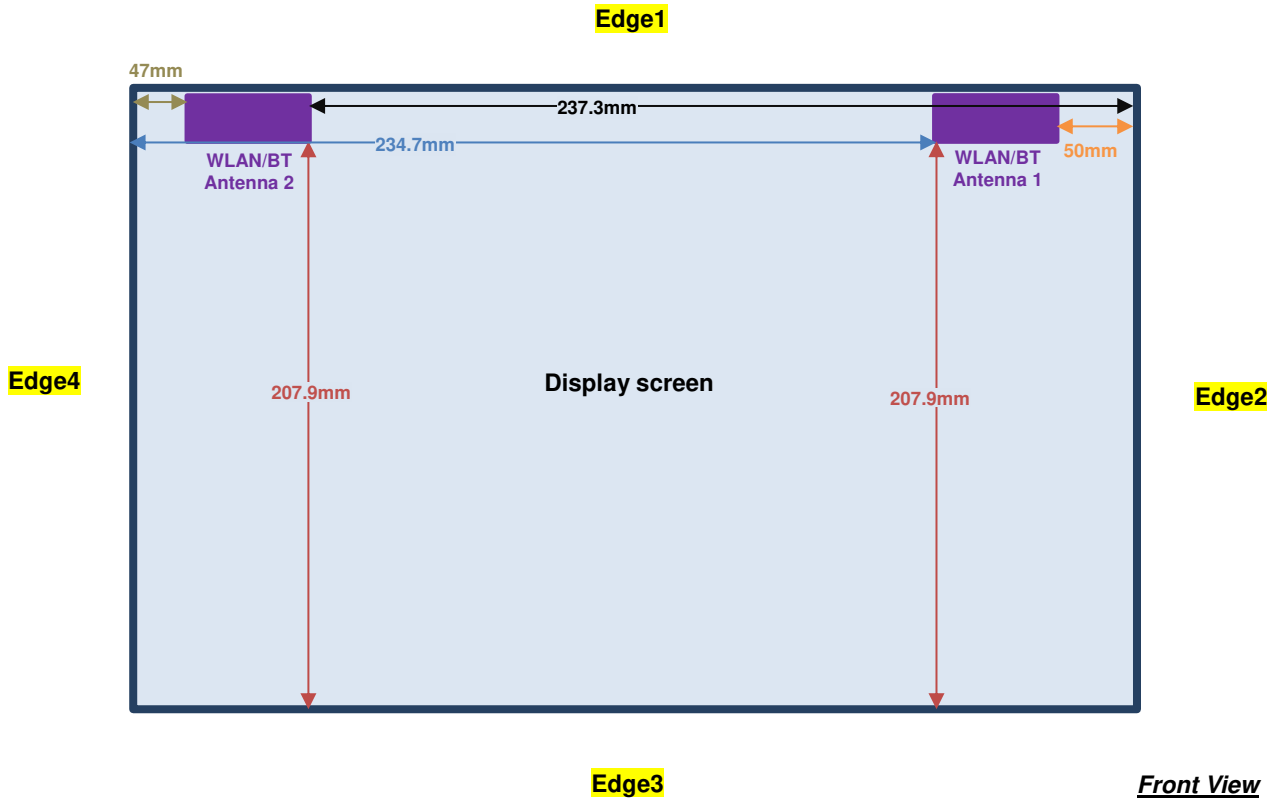 Edge1
47mm
237.3mm
234.7mm
WLAN/BT
Antenna 2
WLAN/BT
Antenna 1
50mm
Edge4
207.9mm
Display screen
207.9mm
Edge2
Edge3
Front View